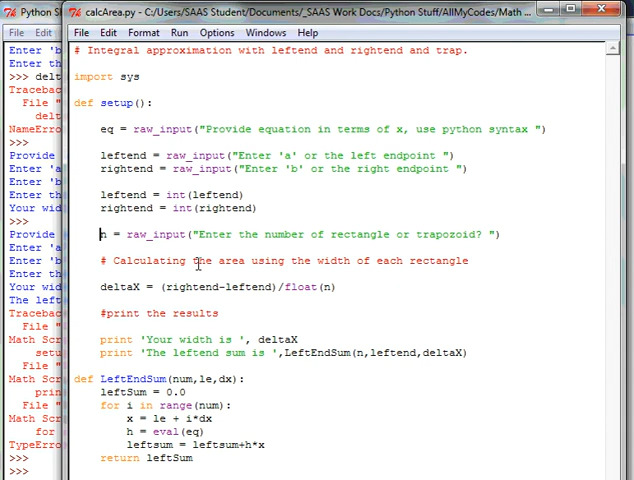 Python S
calcArea.py - C:/Users/SAAS Student/Documents/_SAAS Work Docs/Python Stuff/AllMyCodes/Math ...
File
File Edit Format Run Options Windows Help
Enter 'b'
Enter the
>>> delt
Traceba
File "
del
NameErro
>>>
Provide
Enter 'a
Enter 'b
Enter th
Your wid
>>>
Provide
Enter 'a
Enter 'b
Enter th
Your wid
The left
Traceba
File "
Math Scr
setu
File "
Math Scr
prin
File "
Math Scr
for
TypeErro
>>>
>>>
# Integral approximation with leftend and rightend and trap.
import sys
def setup():
eq = raw_input("Provide equation in terms of x, use python syntax ")
leftend = raw_input("Enter 'a' or the left endpoint ")
rightend = raw_input("Enter 'b' or the right endpoint ")
leftend = int(leftend)
rightend = int(rightend)
n = raw_input("Enter the number of rectangle or trapozoid? ")
# Calculating the area using the width of each rectangle
deltaX = (rightend-leftend)/float(n)
#print the results
print 'Your width is ', deltaX
print 'The leftend sum is ',LeftEndSum(n,leftend,deltaX)
def LeftEndSum(num,le,dx):
leftSum = 0.0
for i in range(num):
x = le + i*dx
h = eval(eq)
leftsum = leftsum+h*x
return leftSum